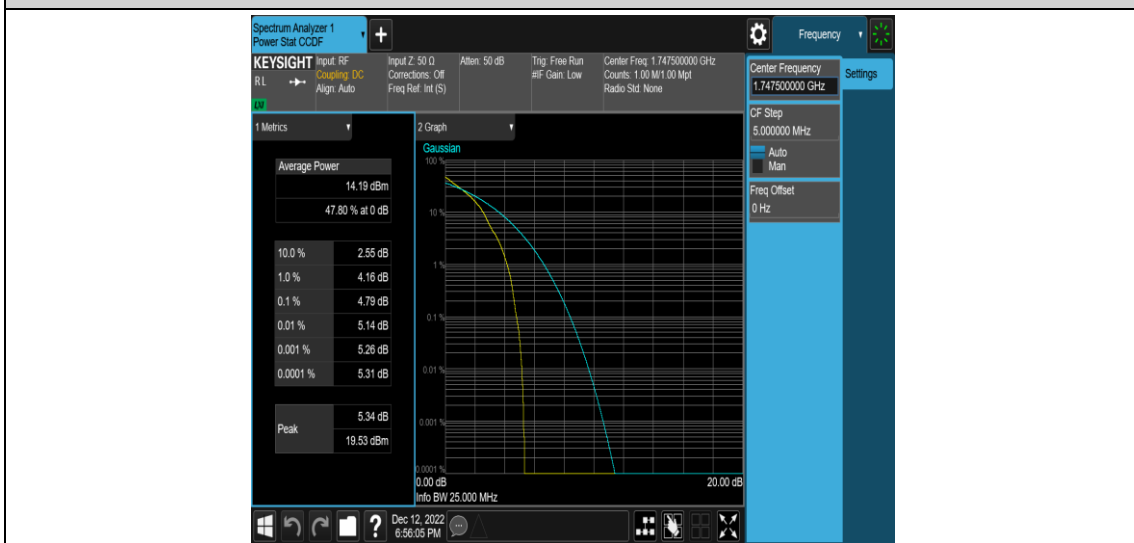 Spectrum Analyzer 1
Power Stat CCDF
+
Frequency
KEYSIGHT
RL
LXI
Input: RF
Coupling: DC
Align: Auto
Input Z: 50 Ω
Corrections: Off
Freq Ref: Int (S)
Atten: 50 dB
Trig: Free Run
#IF Gain: Low
Center Freq: 1.747500000 GHz
Counts: 1.00 M/1.00 Mpt
Radio Std: None
Center Frequency
1.747500000 GHz
Settings
CF Step
5.000000 MHz
Auto
Man
Freq Offset
0 Hz
1 Metrics
Average Power
14.19 dBm
47.80 % at 0 dB
10.0 % 2.55 dB
1.0 % 4.16 dB
0.1 % 4.79 dB
0.01 % 5.14 dB
0.001 % 5.26 dB
0.0001 % 5.31 dB
Peak 5.34 dB
19.53 dBm
2 Graph
Gaussian
100 %
10 %
1 %
0.1 %
0.01 %
0.001 %
0.0001 %
0.00 dB 20.00 dB
Info BW 25.000 MHz
?
Dec 12, 2022
6:56:05 PM